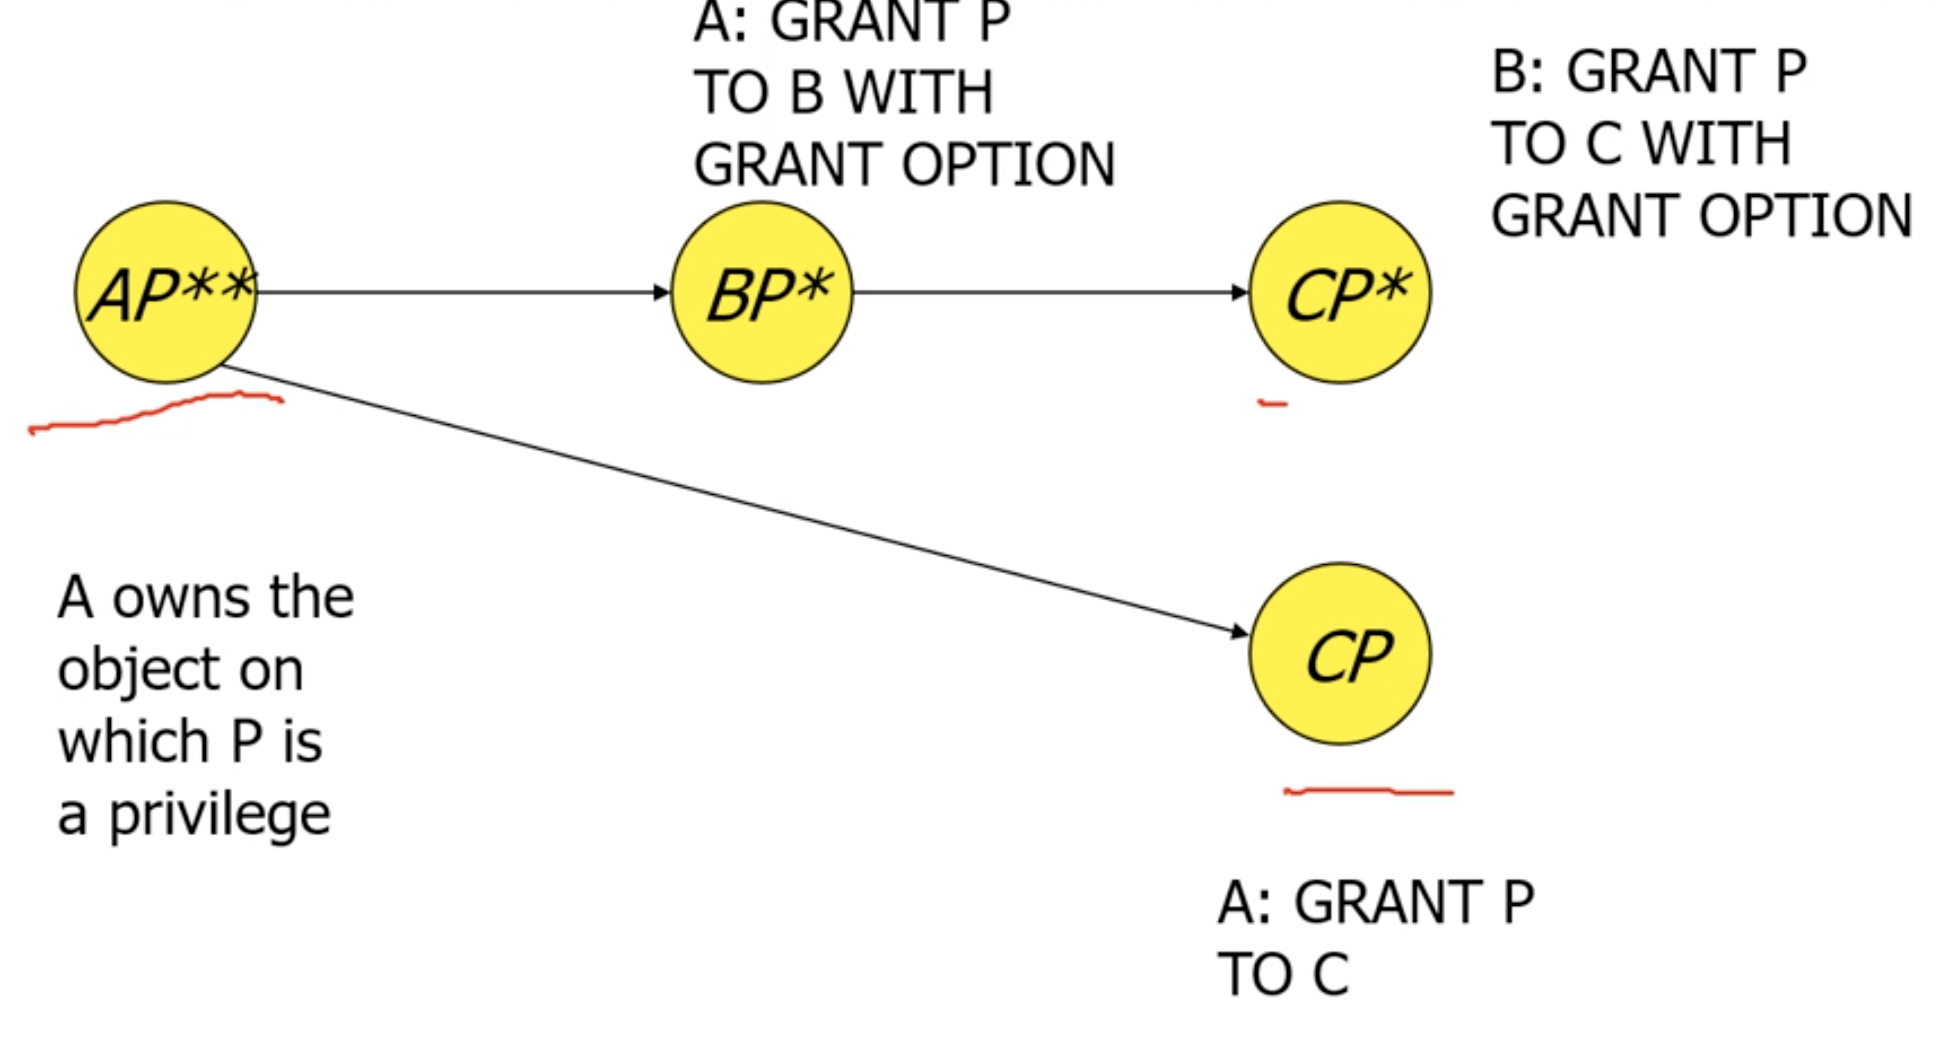 A: GRANT P
TO B WITH
GRANT OPTION
B: GRANT P
TO C WITH
GRANT OPTION
AP**
BP*
CP*
A owns the
object on
which P is
a privilege
CP
A: GRANT P
TO C